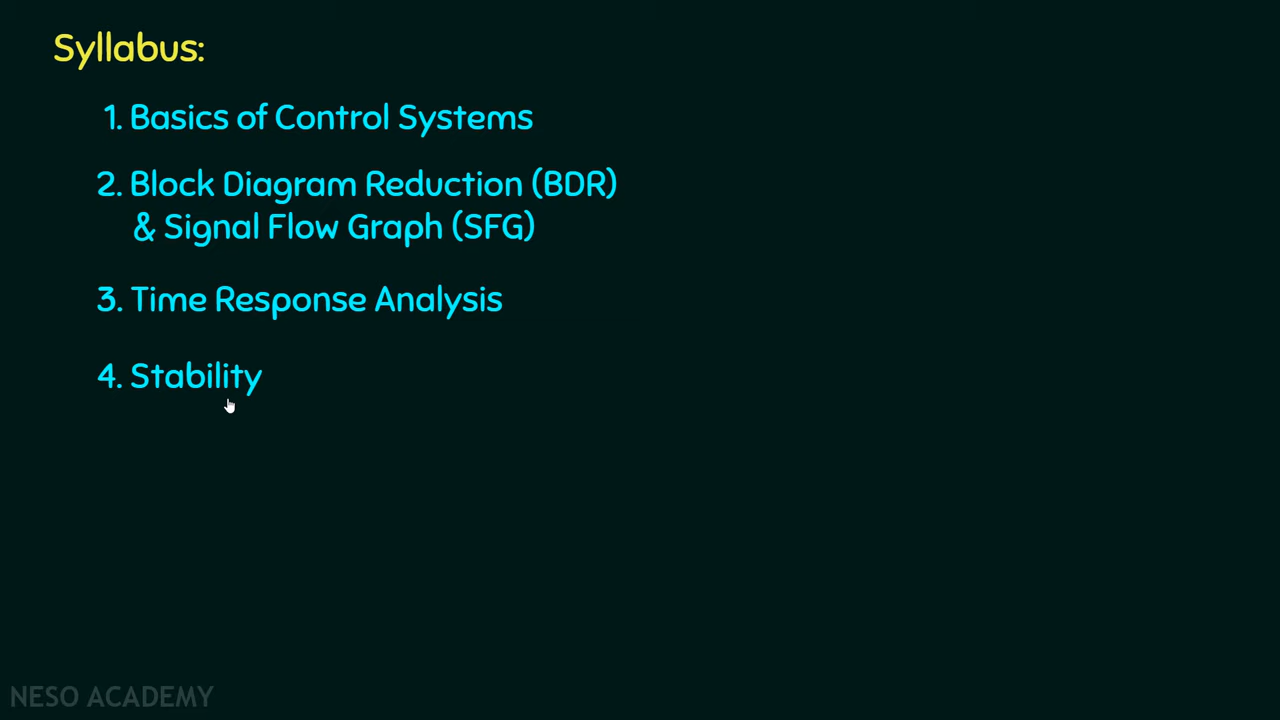 Syllabus:
1. Basics of Control Systems
2. Block Diagram Reduction (BDR)
& Signal Flow Graph (SFG)
3. Time Response Analysis
4. Stability
NESO ACADEMY